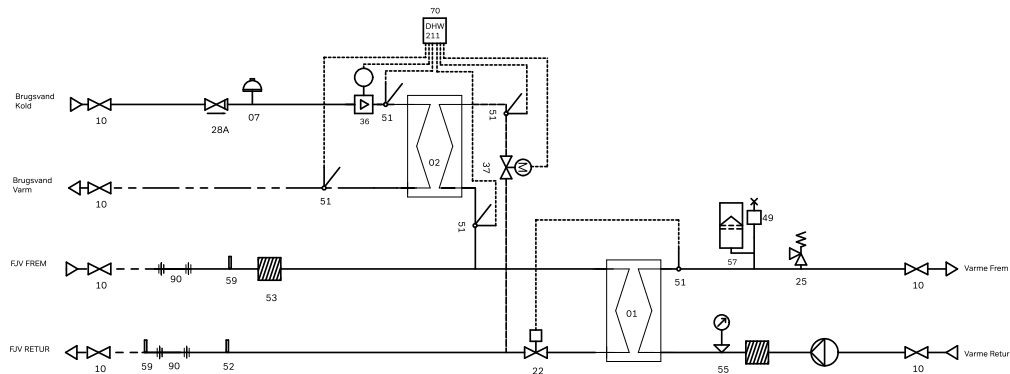 70
DHW
211
Brugsvand
Kold
10
28A
07
36
51
51
02
37
M
Brugsvand
Varm
10
51
51
49
57
FJV FREM
10
90
59
53
51
25
10
Varme Frem
01
FJV RETUR
10
59
90
52
22
55
10
Varme Retur